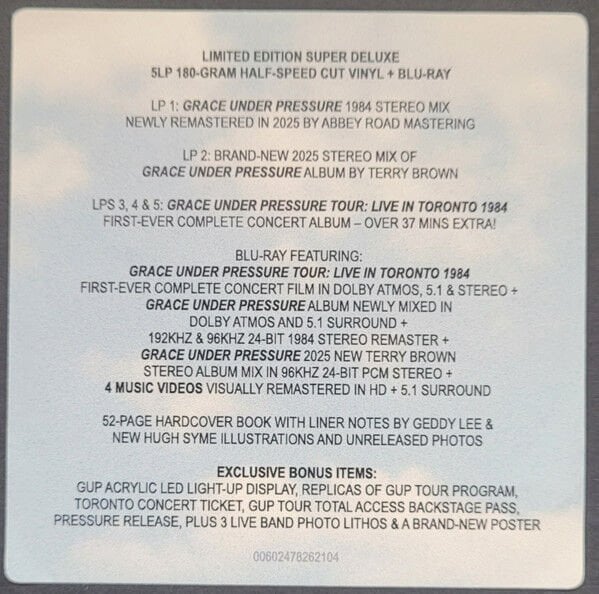 LIMITED EDITION SUPER DELUXE
5LP 180-GRAM HALF-SPEED CUT VINYL + BLU-RAY
LP 1: GRACE UNDER PRESSURE 1984 STEREO MIX
NEWLY REMASTERED IN 2025 BY ABBEY ROAD MASTERING
LP 2: BRAND-NEW 2025 STEREO MIX OF
GRACE UNDER PRESSURE ALBUM BY TERRY BROWN
LPS 3, 4 & 5: GRACE UNDER PRESSURE TOUR: LIVE IN TORONTO 1984
FIRST-EVER COMPLETE CONCERT ALBUM – OVER 37 MINS EXTRA!
BLU-RAY FEATURING:
GRACE UNDER PRESSURE TOUR: LIVE IN TORONTO 1984
FIRST-EVER COMPLETE CONCERT FILM IN DOLBY ATMOS, 5.1 & STEREO +
GRACE UNDER PRESSURE ALBUM NEWLY MIXED IN
DOLBY ATMOS AND 5.1 SURROUND +
192KHZ & 96KHZ 24-BIT 1984 STEREO REMASTER +
GRACE UNDER PRESSURE 2025 NEW TERRY BROWN
STEREO ALBUM MIX IN 96KHZ 24-BIT PCM STEREO +
4 MUSIC VIDEOS VISUALLY REMASTERED IN HD + 5.1 SURROUND
52-PAGE HARDCOVER BOOK WITH LINER NOTES BY GEDDY LEE &
NEW HUGH SYME ILLUSTRATIONS AND UNRELEASED PHOTOS
EXCLUSIVE BONUS ITEMS:
GUP ACRYLIC LED LIGHT-UP DISPLAY, REPLICAS OF GUP TOUR PROGRAM,
TORONTO CONCERT TICKET, GUP TOUR TOTAL ACCESS BACKSTAGE PASS,
PRESSURE RELEASE, PLUS 3 LIVE BAND PHOTO LITHOS & A BRAND-NEW POSTER
00602478262104